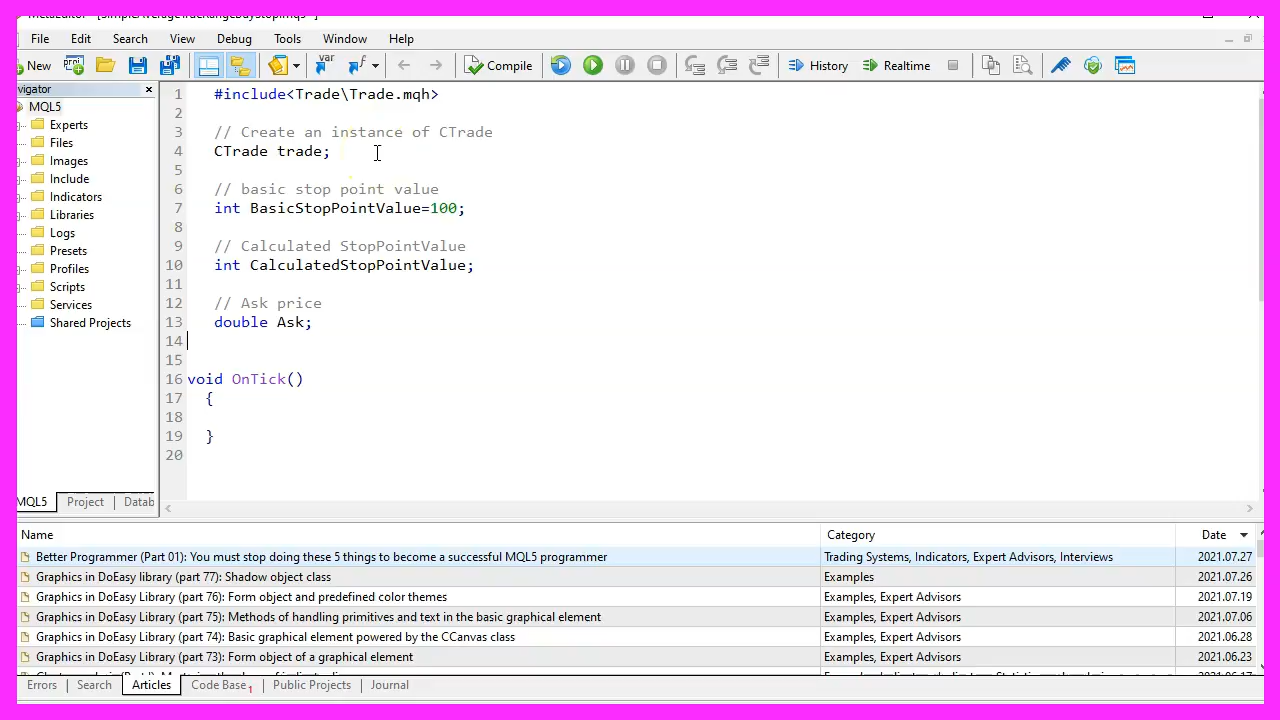 MetaEditor - [SimpleAverageTrueRangeBuyStop.mq5 *]
File Edit Search View Debug Tools Window Help
New Compile History Realtime
vigator
MQL5
Experts
Files
Images
Include
Indicators
Libraries
Logs
Presets
Profiles
Scripts
Services
Shared Projects
MQL5 Project Datab
1 #include<Trade\Trade.mqh>
2
3 // Create an instance of CTrade
4 CTrade trade;
5
6 // basic stop point value
7 int BasicStopPointValue=100;
8
9 // Calculated StopPointValue
10 int CalculatedStopPointValue;
11
12 // Ask price
13 double Ask;
14
15
16 void OnTick()
17 {
18
19 }
20
Name Category Date
Better Programmer (Part 01): You must stop doing these 5 things to become a successful MQL5 programmer Trading Systems, Indicators, Expert Advisors, Interviews 2021.07.27
Graphics in DoEasy library (part 77): Shadow object class Examples 2021.07.26
Graphics in DoEasy Library (part 76): Form object and predefined color themes Examples, Expert Advisors 2021.07.19
Graphics in DoEasy Library (part 75): Methods of handling primitives and text in the basic graphical element Examples, Expert Advisors 2021.07.06
Graphics in DoEasy Library (part 74): Basic graphical element powered by the CCanvas class Examples, Expert Advisors 2021.06.28
Graphics in DoEasy Library (part 73): Form object of a graphical element Examples, Expert Advisors 2021.06.23
Errors Search Articles Code Base 1 Public Projects Journal